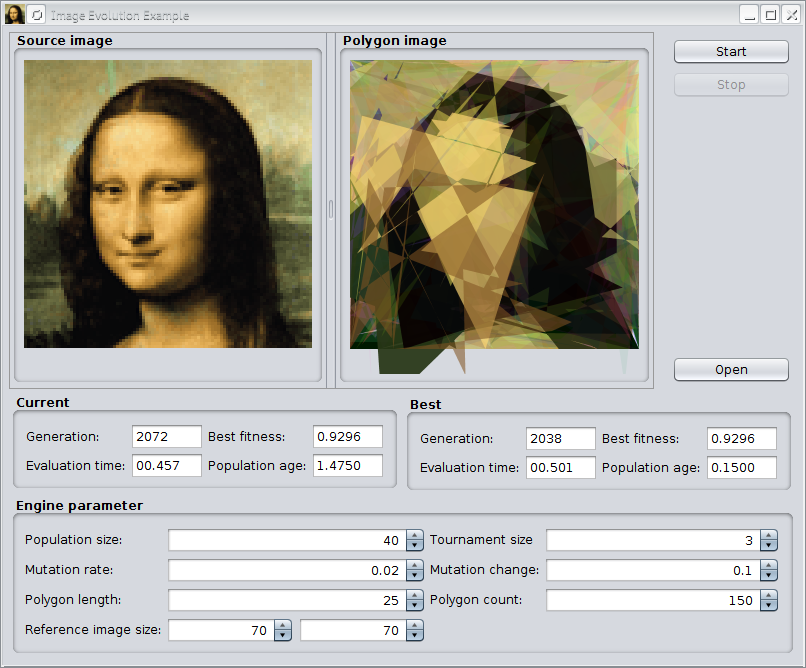 Image Evolution Example
Source image
Polygon image
Start
Stop
Open
Current
Generation: 2072 Best fitness: 0.9296
Evaluation time: 00.457 Population age: 1.4750
Best
Generation: 2038 Best fitness: 0.9296
Evaluation time: 00.501 Population age: 0.1500
Engine parameter
Population size: 40 Tournament size 3
Mutation rate: 0.02 Mutation change: 0.1
Polygon length: 25 Polygon count: 150
Reference image size: 70 70